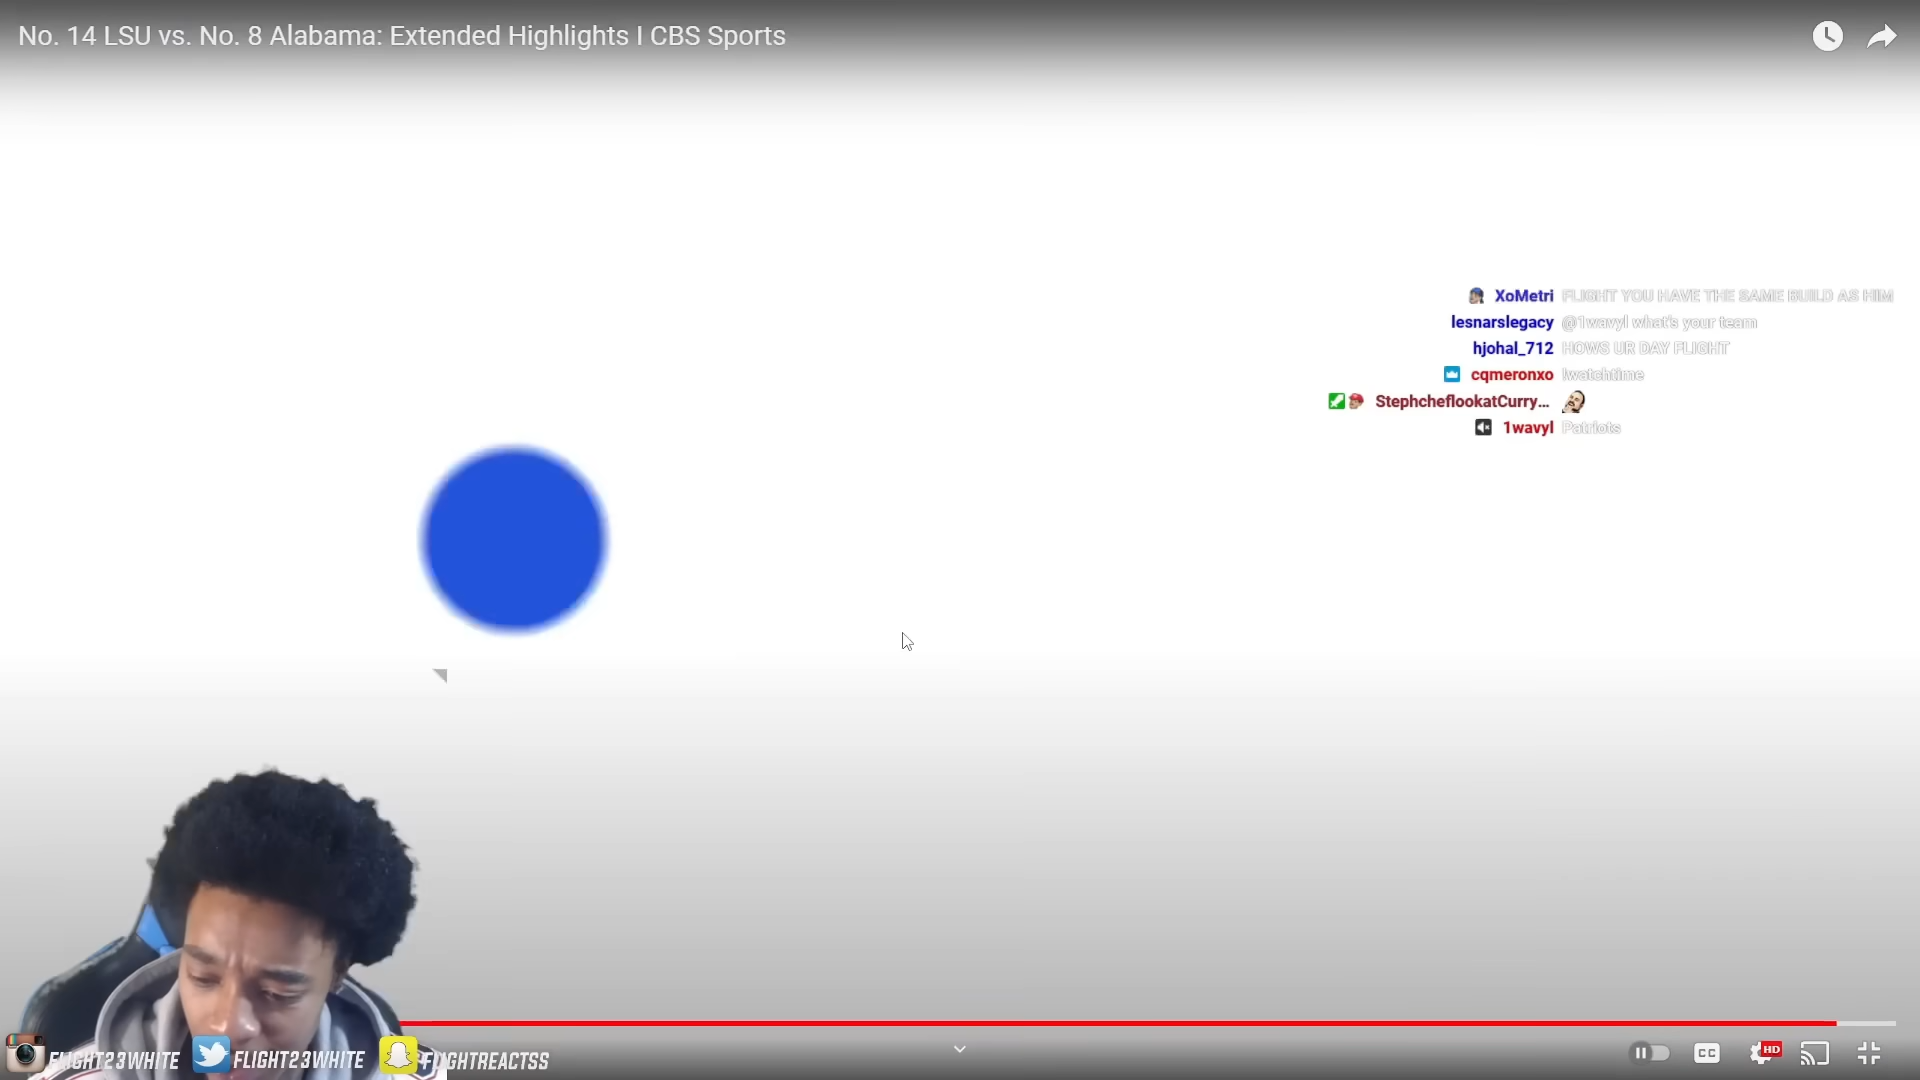 No. 14 LSU vs. No. 8 Alabama: Extended Highlights I CBS Sports
XoMetri FLIGHT YOU HAVE THE SAME BUILD AS HIM
lesnarslegacy @1wavyl what's your team
hjohal_712 HOWS UR DAY FLIGHT
cqmeronxo !watchtime
StephcheflookatCurry...
1wavyl Patriots
CC
HD
FLIGHT23WHITE FLIGHT23WHITE FLIGHTREACTSS